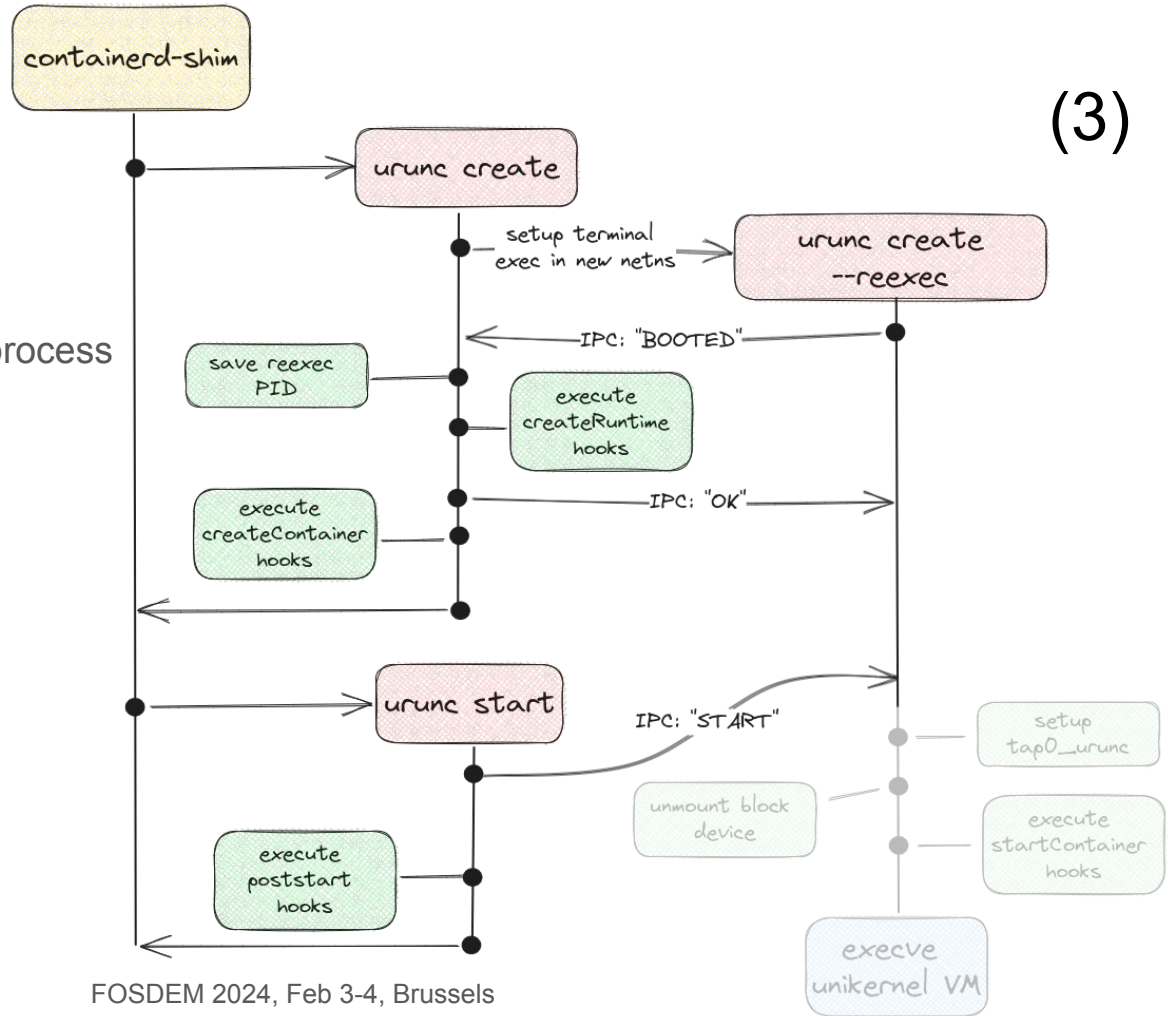 containerd-shim
(3)
urunc create
setup terminal
exec in new netns
urunc create
--reexec
IPC: "BOOTED"
process
save reexec
PID
execute
createRuntime
hooks
IPC: "OK"
execute
createContainer
hooks
urunc start
IPC: "START"
setup
tap0_urunc
unmount block
device
execute
startContainer
hooks
execute
poststart
hooks
execve
unikernel VM
FOSDEM 2024, Feb 3-4, Brussels